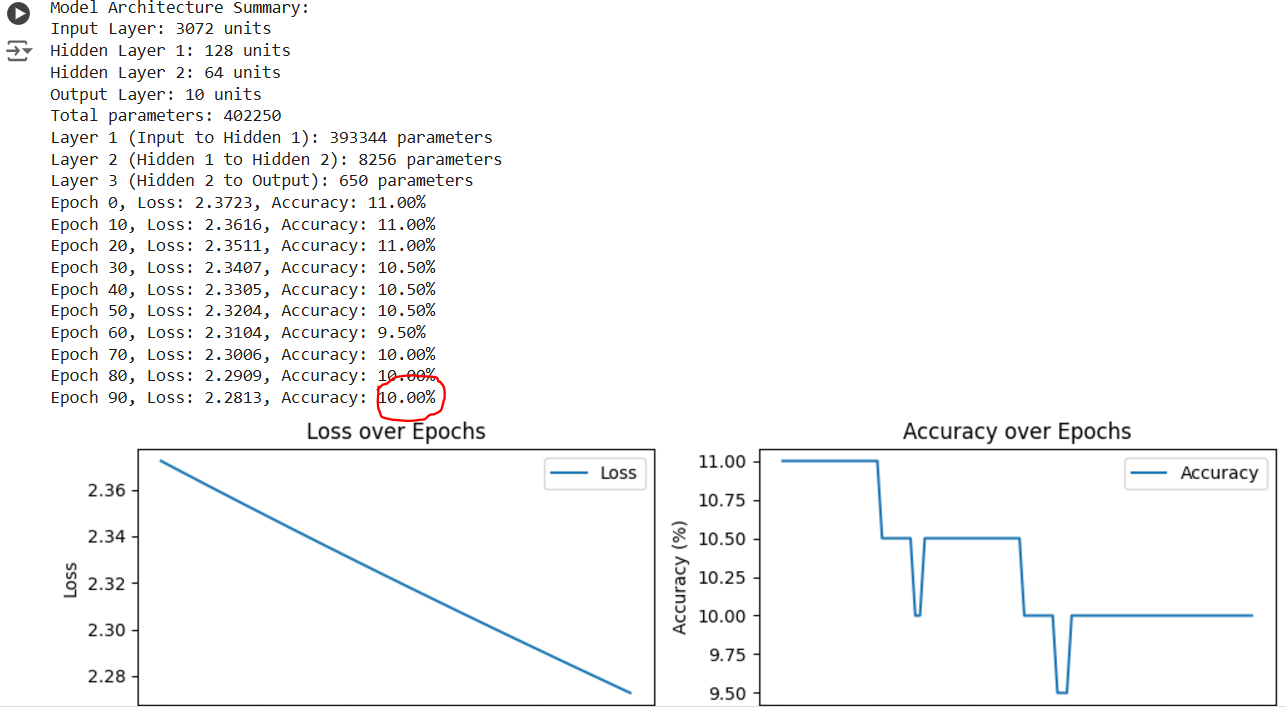 Model Architecture Summary:
Input Layer: 3072 units
Hidden Layer 1: 128 units
Hidden Layer 2: 64 units
Output Layer: 10 units
Total parameters: 402250
Layer 1 (Input to Hidden 1): 393344 parameters
Layer 2 (Hidden 1 to Hidden 2): 8256 parameters
Layer 3 (Hidden 2 to Output): 650 parameters
Epoch 0, Loss: 2.3723, Accuracy: 11.00%
Epoch 10, Loss: 2.3616, Accuracy: 11.00%
Epoch 20, Loss: 2.3511, Accuracy: 11.00%
Epoch 30, Loss: 2.3407, Accuracy: 10.50%
Epoch 40, Loss: 2.3305, Accuracy: 10.50%
Epoch 50, Loss: 2.3204, Accuracy: 10.50%
Epoch 60, Loss: 2.3104, Accuracy: 9.50%
Epoch 70, Loss: 2.3006, Accuracy: 10.00%
Epoch 80, Loss: 2.2909, Accuracy: 10.00%
Epoch 90, Loss: 2.2813, Accuracy: 10.00%
Loss over Epochs
Loss
2.36
2.34
2.32
2.30
2.28
Loss
Accuracy over Epochs
Accuracy
11.00
10.75
10.50
10.25
10.00
9.75
9.50
Accuracy (%)